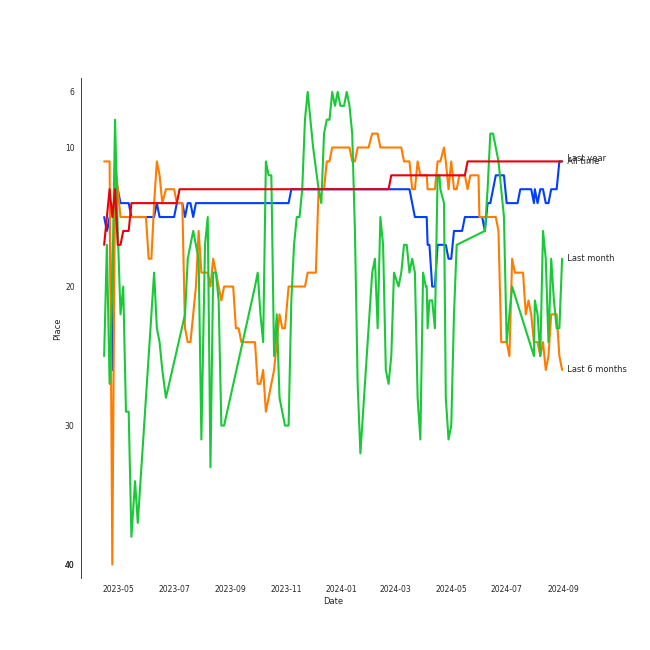 6
10
20
30
40
Place
2023-05
2023-07
2023-09
2023-11
2024-01
2024-03
2024-05
2024-07
2024-09
Date
Last year
All time
Last month
Last 6 months